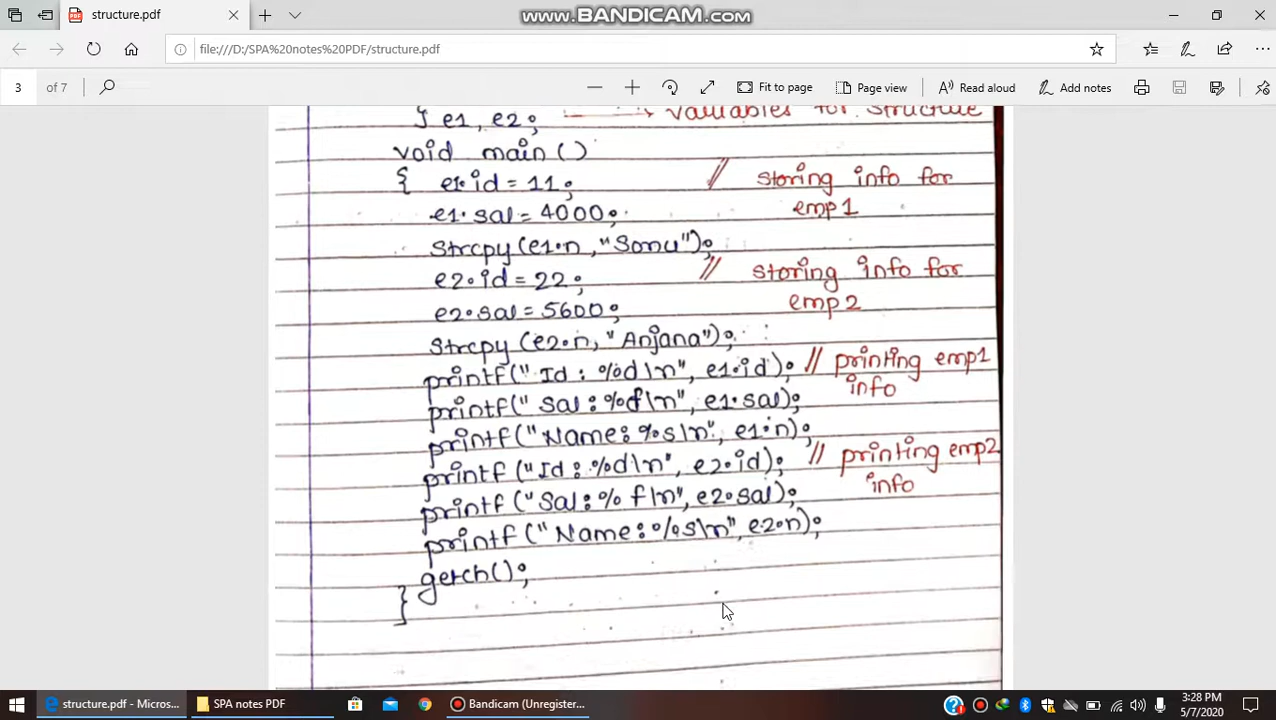 structure.pdf
www.BANDICAM.com
file:///D:/SPA%20notes%20PDF/structure.pdf
3 of 7
Fit to page
Page view
Read aloud
Add notes
} e1, e2; → variables for structure
void main ()
{ e1.id = 11; // storing info for
e1.sal = 4000; emp1
Strcpy (e1.n, "Sonu");
e2.id = 22; // storing info for
e2.sal = 5600; emp2
Strcpy (e2.n, "Anjana");
printf(" Id : %d\n", e1.id); // printing emp1
printf(" Sal : %f\n", e1.sal); info
printf("Name: %s\n", e1.n);
printf ("Id : %d\n", e2.id); // printing emp2
printf ("Sal : % f\n", e2.sal); info
printf ("Name: %s\n", e2.n);
getch();
}
structure.pdf - Micros...
SPA notes PDF
Bandicam (Unregister...
3:28 PM
5/7/2020